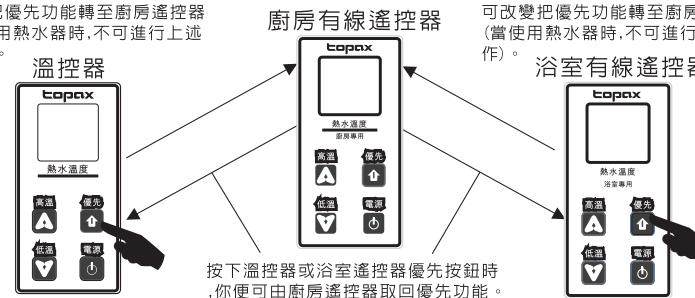 把優先功能轉至廚房遙控器
用熱水器時,不可進行上述
。
溫控器
topax
熱水溫度
高溫
優先
低溫
電源
廚房有線遙控器
topax
熱水溫度
廚房專用
高溫
優先
低溫
電源
可改變把優先功能轉至廚房
(當使用熱水器時,不可進行
作)。
浴室有線遙控器
topax
熱水溫度
浴室專用
高溫
優先
低溫
電源
按下溫控器或浴室遙控器優先按鈕時
,你便可由廚房遙控器取回優先功能。